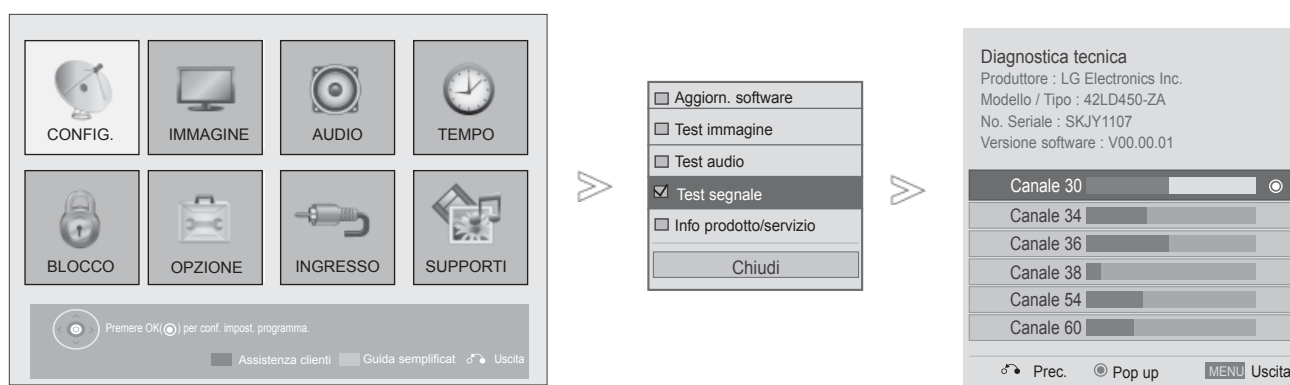 CONFIG.
IMMAGINE
AUDIO
TEMPO
BLOCCO
OPZIONE
INGRESSO
SUPPORTI
Premere OK(◉) per conf. impost. programma.
Assistenza clienti Guida semplificat Uscita
Aggiorn. software
Test immagine
Test audio
Test segnale
Info prodotto/servizio
Chiudi
Diagnostica tecnica
Produttore : LG Electronics Inc.
Modello / Tipo : 42LD450-ZA
No. Seriale : SKJY1107
Versione software : V00.00.01
Canale 30
Canale 34
Canale 36
Canale 38
Canale 54
Canale 60
Prec. Pop up MENU Uscita